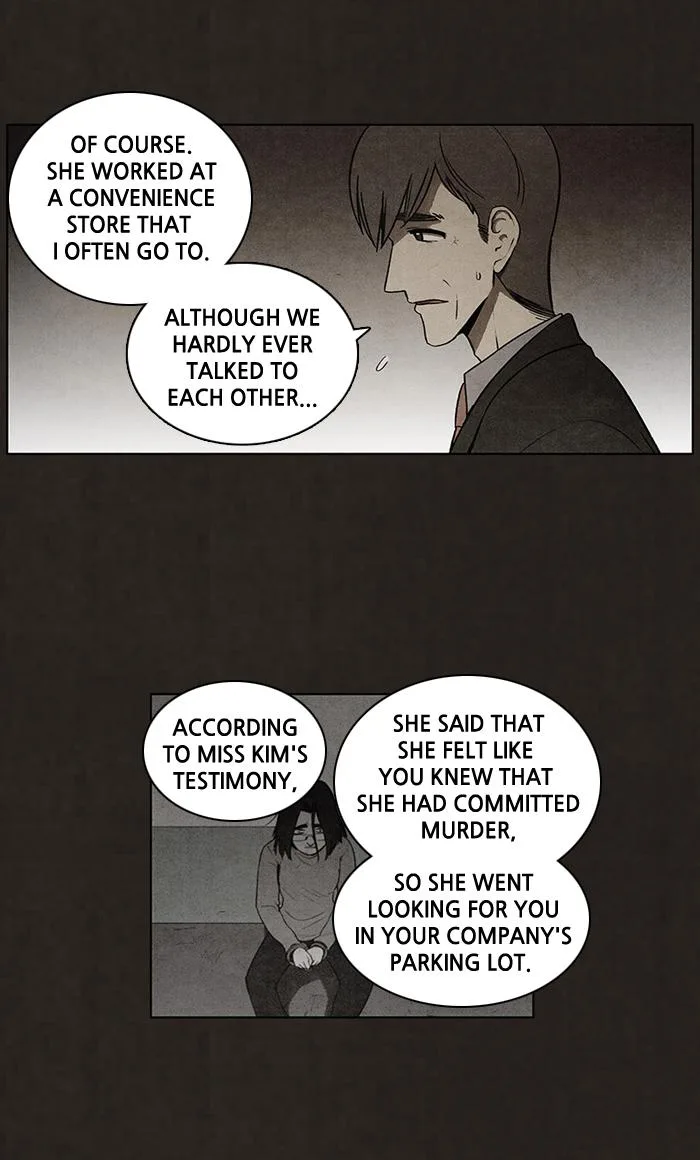 OF COURSE.
SHE WORKED AT
A CONVENIENCE
STORE THAT
I OFTEN GO TO.
ALTHOUGH WE
HARDLY EVER
TALKED TO
EACH OTHER...
ACCORDING
TO MISS KIM'S
TESTIMONY,
SHE SAID THAT
SHE FELT LIKE
YOU KNEW THAT
SHE HAD COMMITTED
MURDER,
SO SHE WENT
LOOKING FOR YOU
IN YOUR COMPANY'S
PARKING LOT.